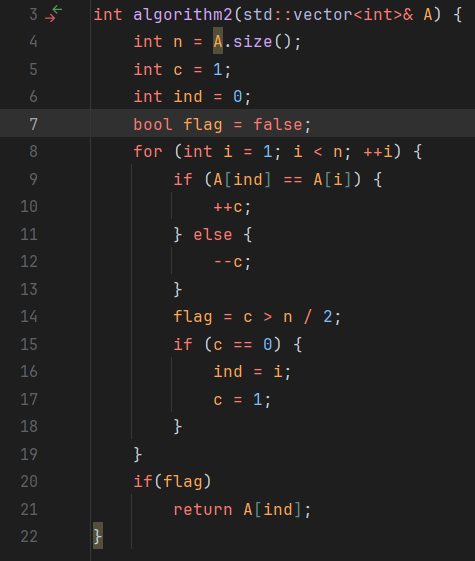 3 int algorithm2(std::vector<int>& A) {
4     int n = A.size();
5     int c = 1;
6     int ind = 0;
7     bool flag = false;
8     for (int i = 1; i < n; ++i) {
9         if (A[ind] == A[i]) {
10             ++c;
11         } else {
12             --c;
13         }
14         flag = c > n / 2;
15         if (c == 0) {
16             ind = i;
17             c = 1;
18         }
19     }
20     if(flag)
21         return A[ind];
22 }